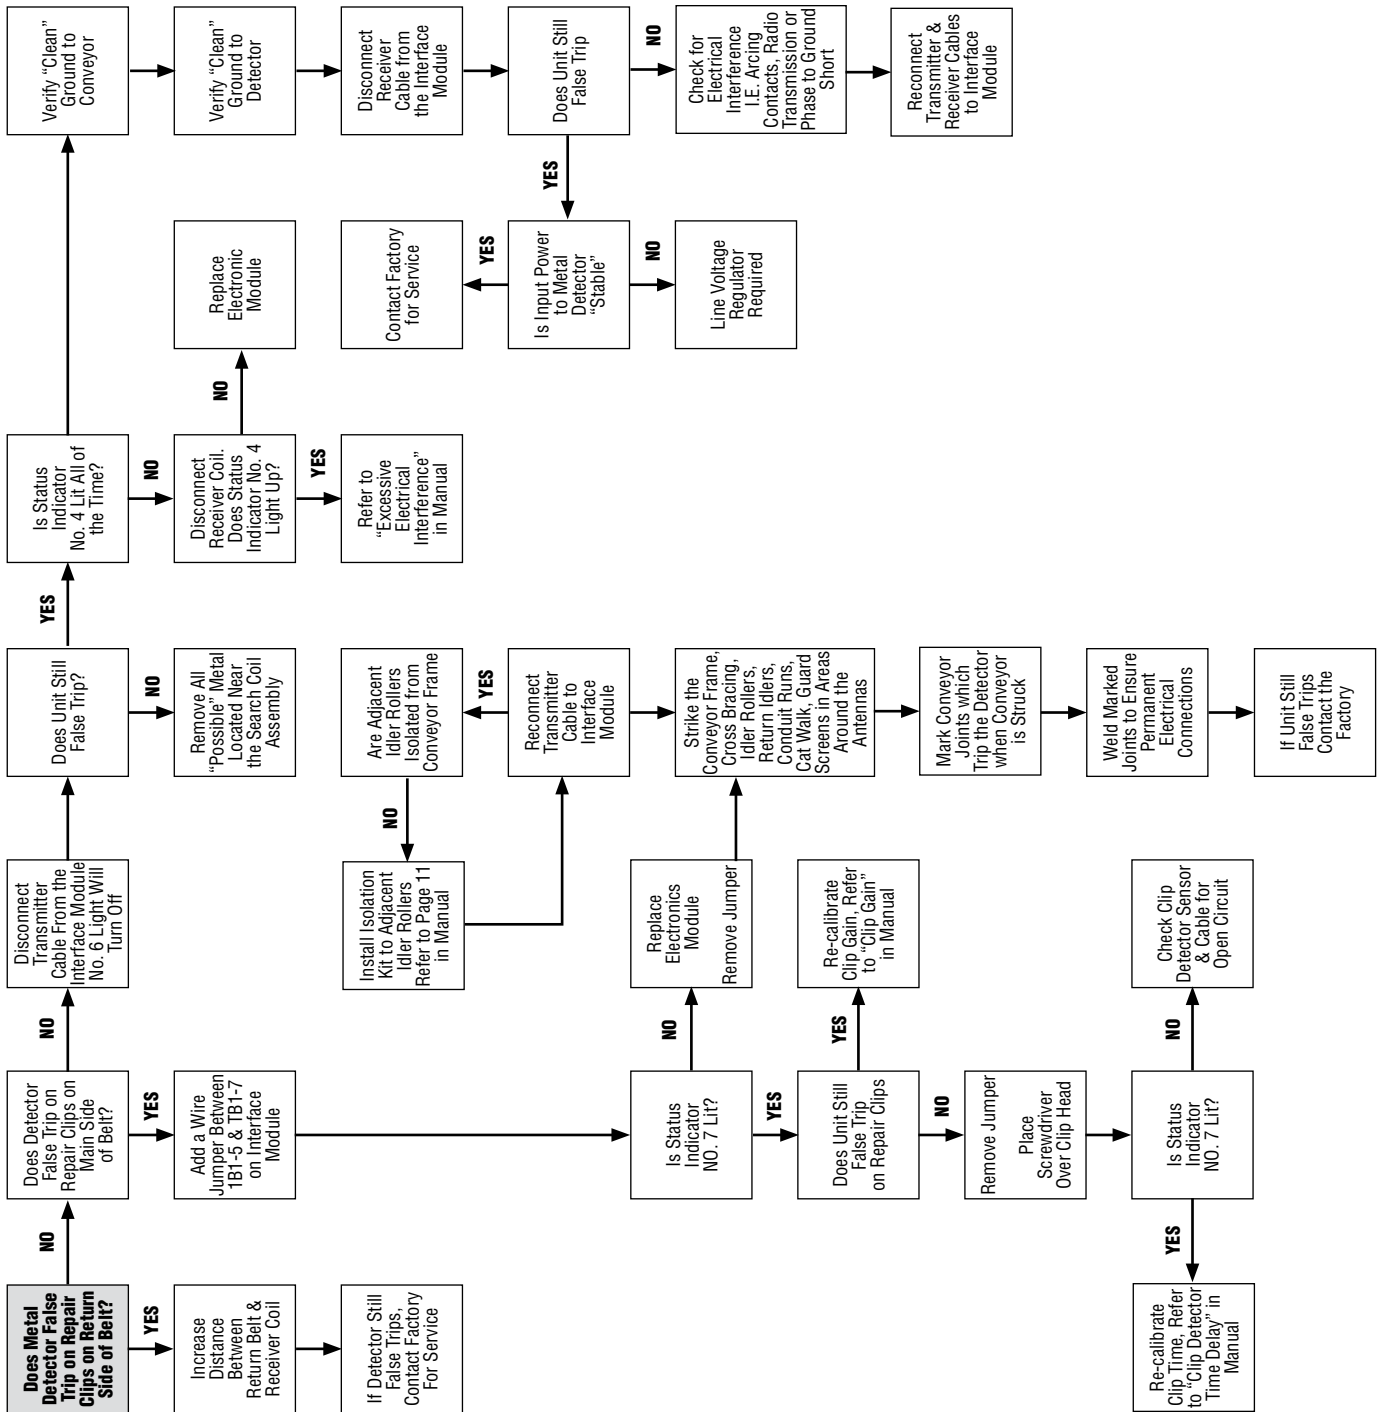 Does Metal
Detector False
Trip on Repair
Clips on Return
Side of Belt?
YES
Increase
Distance
Between
Return Belt &
Receiver Coil
If Detector Still
False Trips,
Contact Factory
For Service
NO
Does Detector
False Trip on
Repair Clips on
Main Side
of Belt?
YES
Add a Wire
Jumper Between
1B1-5 & TB1-7
on Interface
Module
NO
Disconnect
Transmitter
Cable From the
Interface Module
No. 6 Light Will
Turn Off
Does Unit Still
False Trip?
NO
Remove All
“Possible” Metal
Located Near
the Search Coil
Assembly
YES
Is Status
Indicator
No. 4 Lit All of
the Time?
NO
Disconnect
Receiver Coil.
Does Status
Indicator No. 4
Light Up?
NO
Replace
Electronic
Module
YES
Refer to
“Excessive
Electrical
Interference”
in Manual
Verify “Clean”
Ground to
Conveyor
Verify “Clean”
Ground to
Detector
Disconnect
Receiver
Cable from
the Interface
Module
Does Unit Still
False Trip
NO
Check for
Electrical
Interference
I.E. Arcing
Contacts, Radio
Transmission or
Phase to Ground
Short
Reconnect
Transmitter &
Receiver Cables
to Interface
Module
YES
Is Input Power
to Metal
Detector
“Stable”
YES
Contact Factory
for Service
NO
Line Voltage
Regulator
Required
Are Adjacent
Idler Rollers
Isolated from
Conveyor Frame
NO
Install Isolation
Kit to Adjacent
Idler Rollers
Refer to Page 11
in Manual
YES
Reconnect
Transmitter
Cable to
Interface
Module
Strike the
Conveyor Frame,
Cross Bracing,
Idler Rollers,
Return Idlers,
Conduit Runs,
Cat Walk, Guard
Screens in Areas
Around the
Antennas
Mark Conveyor
Joints which
Trip the Detector
when Conveyor
is Struck
Weld Marked
Joints to Ensure
Permanent
Electrical
Connections
If Unit Still
False Trips
Contact the
Factory
Is Status
Indicator
NO. 7 Lit?
NO
Replace
Electronics
Module
Remove Jumper
YES
Does Unit Still
False Trip
on Repair Clips
YES
Re-calibrate
Clip Gain, Refer
to “Clip Gain”
in Manual
NO
Remove Jumper
Place
Screwdriver
Over Clip Head
Is Status
Indicator
NO. 7 Lit?
NO
Check Clip
Detector Sensor
& Cable for
Open Circuit
YES
Re-calibrate
Clip Time, Refer
to “Clip Detector
Time Delay” in
Manual